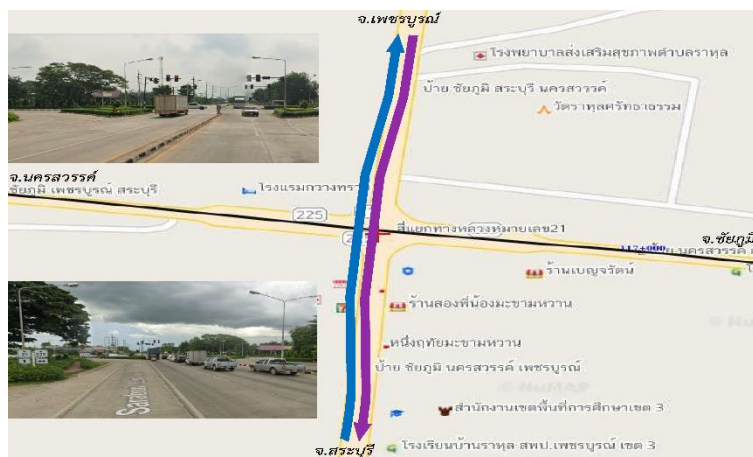 จ.เพชรบูรณ์
โรงพยาบาลส่งเสริมสุขภาพตำบลราหุล
ป้าย ชัยภูมิ สระบุรี นครสวรรค์
วัดราหุลศรัทธาธรรม
จ.นครสวรรค์
ชัยภูมิ เพชรบูรณ์ สระบุรี
โรงแรมกวางทรา
225
สี่แยกทางหลวงหมายเลข21
จ.ชัยภูมิ
117+000
นครสวรรค์
ร้านเบญจรัตน์
ร้านสองพี่น้องมะขามหวาน
หนึ่งฤทัยมะขามหวาน
ป้าย ชัยภูมิ นครสวรรค์ เพชรบูรณ์
© NuMAP
สำนักงานเขตพื้นที่การศึกษาเขต 3
จ.สระบุรี
โรงเรียนบ้านราหุล สพป.เพชรบูรณ์ เขต 3